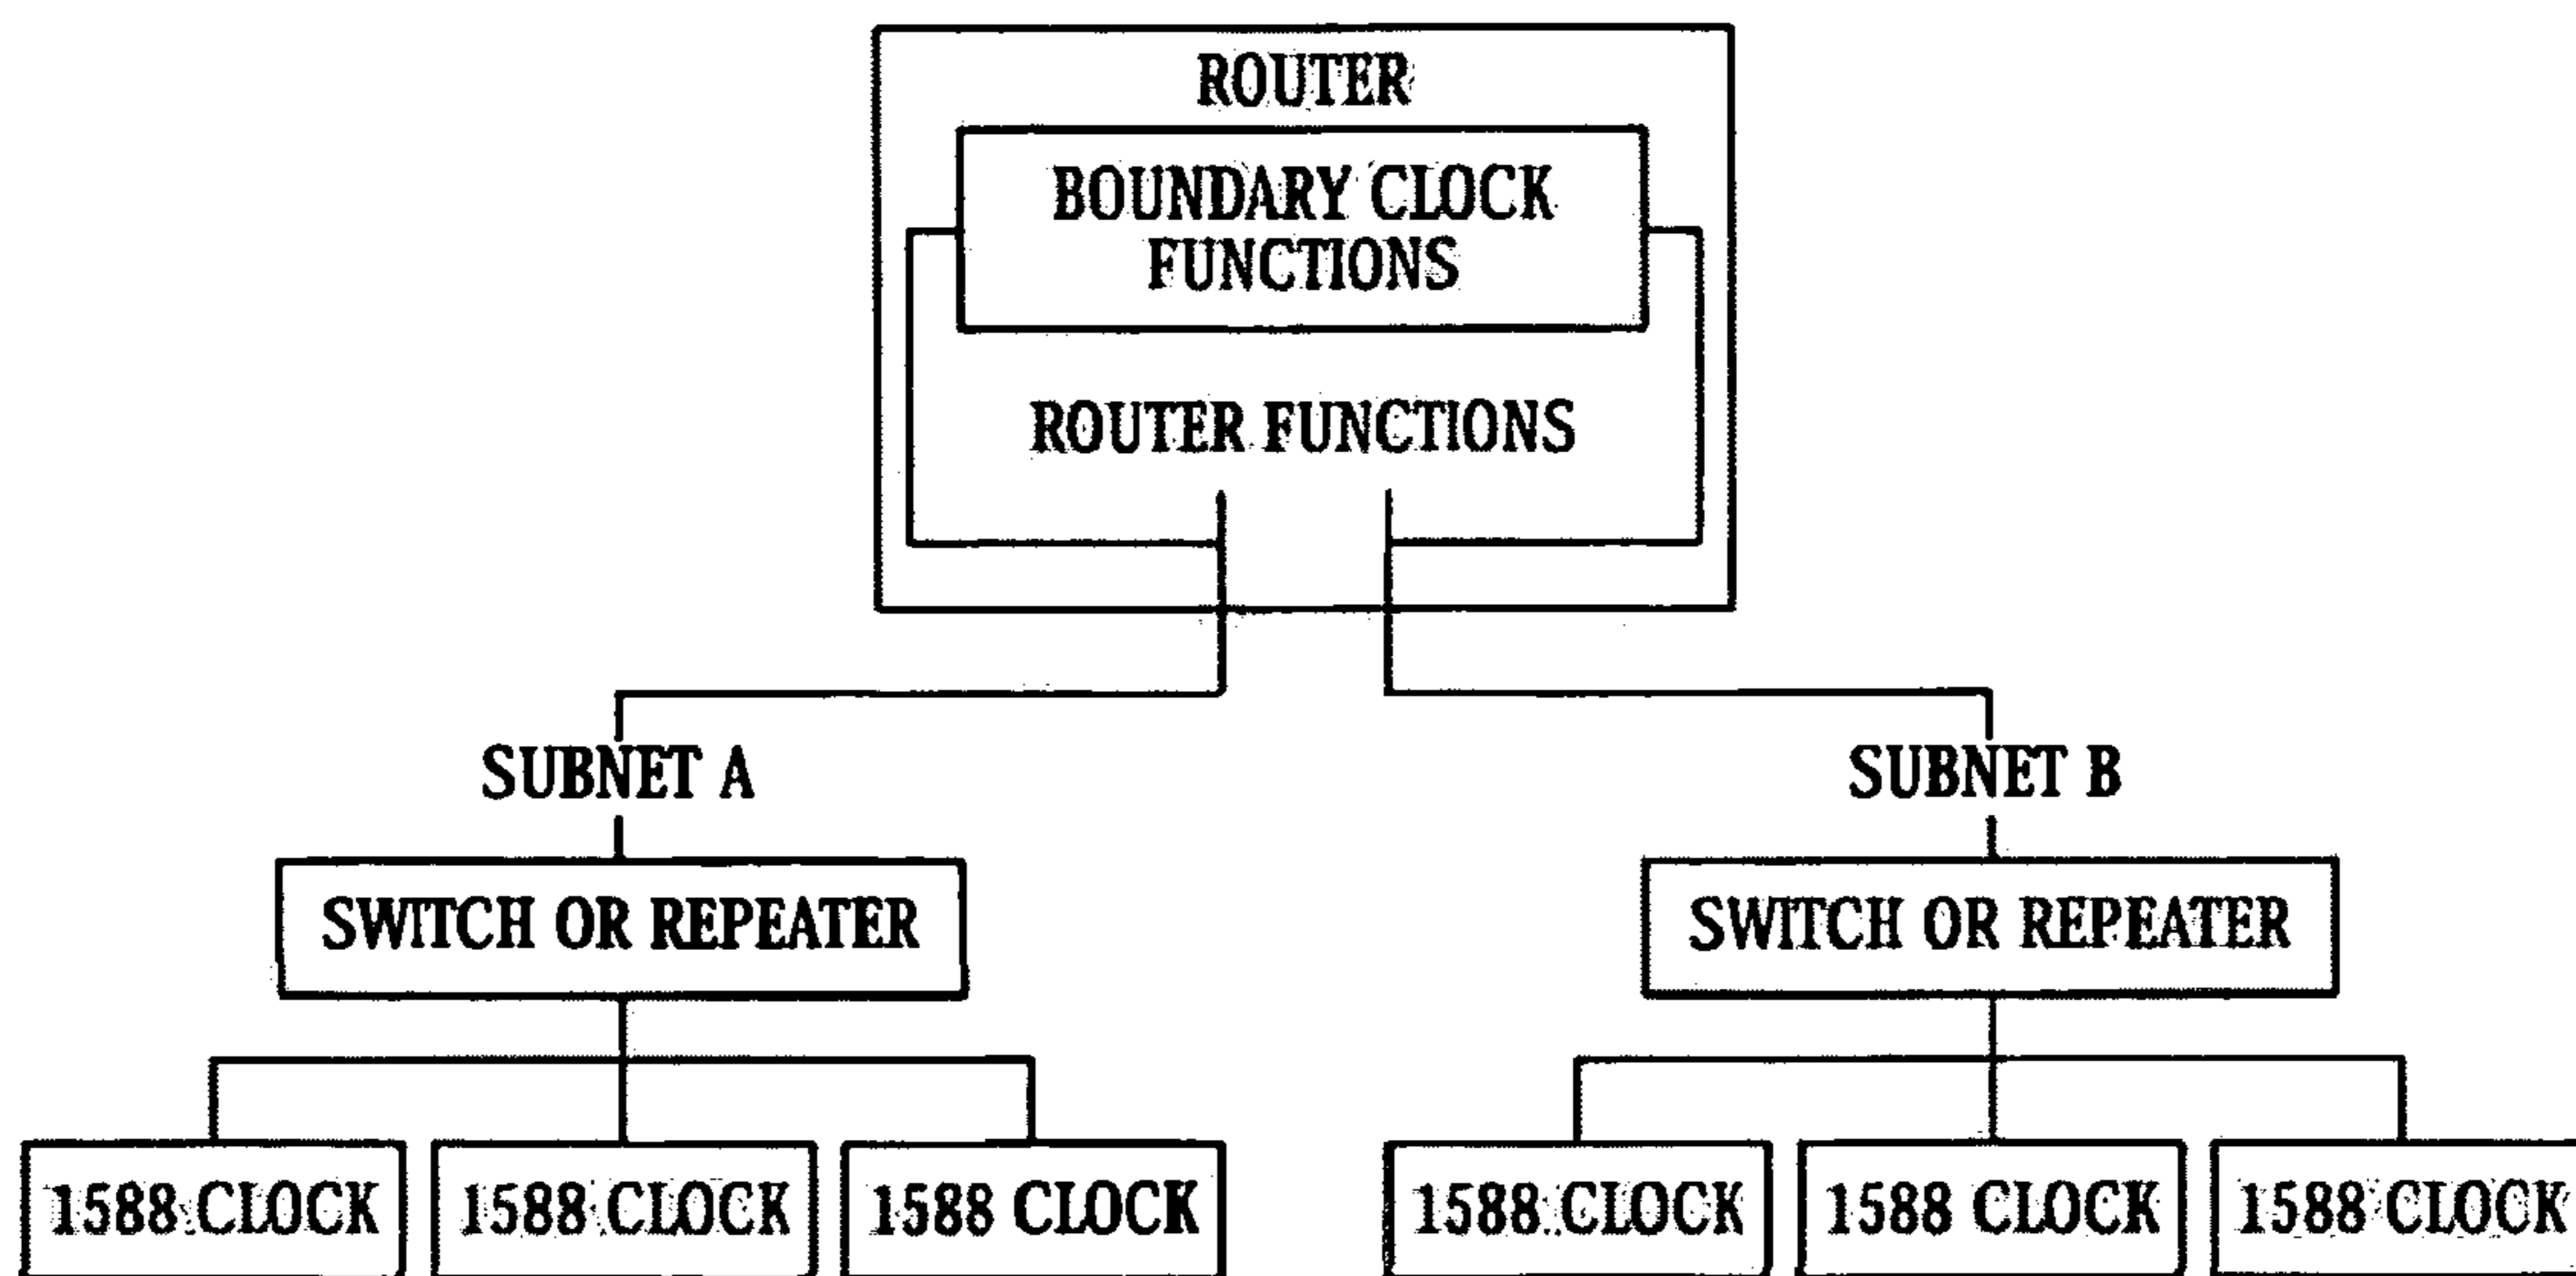 ROUTER
BOUNDARY CLOCK
FUNCTIONS
ROUTER FUNCTIONS
SUBNET A
SUBNET B
SWITCH OR REPEATER
SWITCH OR REPEATER
1588 CLOCK
1588 CLOCK
1588 CLOCK
1588 CLOCK
1588 CLOCK
1588 CLOCK